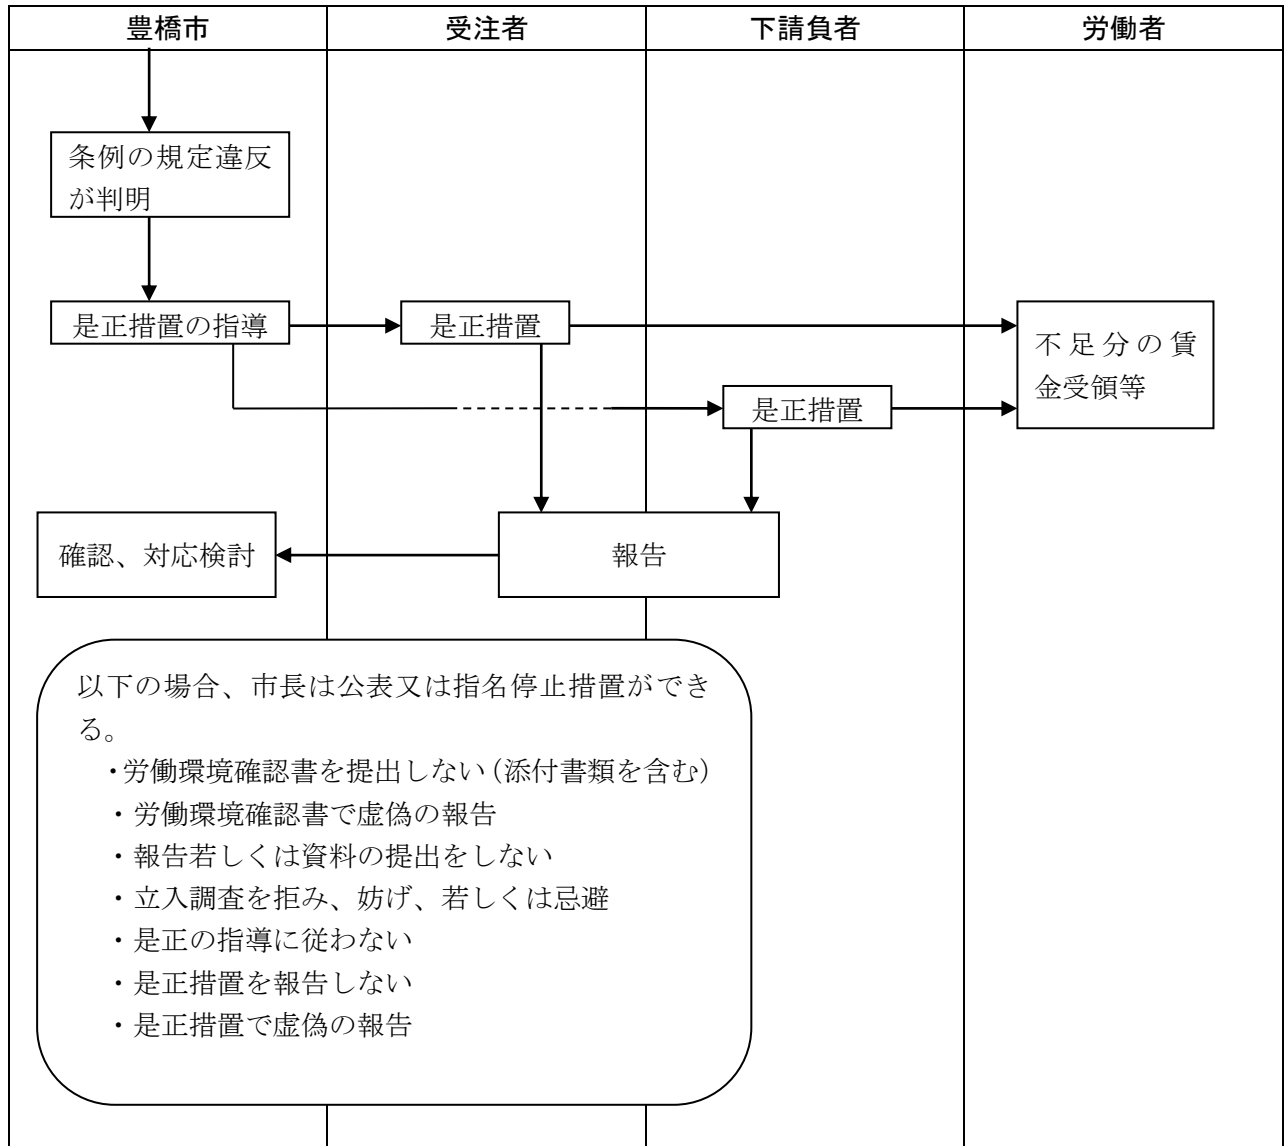 豊橋市 受注者 下請負者 労働者
条例の規定違反
が判明
是正措置の指導
是正措置
不足分の賃
金受領等
是正措置
確認、対応検討
報告
以下の場合、市長は公表又は指名停止措置ができ
る。
・労働環境確認書を提出しない（添付書類を含む）
・労働環境確認書で虚偽の報告
・報告若しくは資料の提出をしない
・立入調査を拒み、妨げ、若しくは忌避
・是正の指導に従わない
・是正措置を報告しない
・是正措置で虚偽の報告